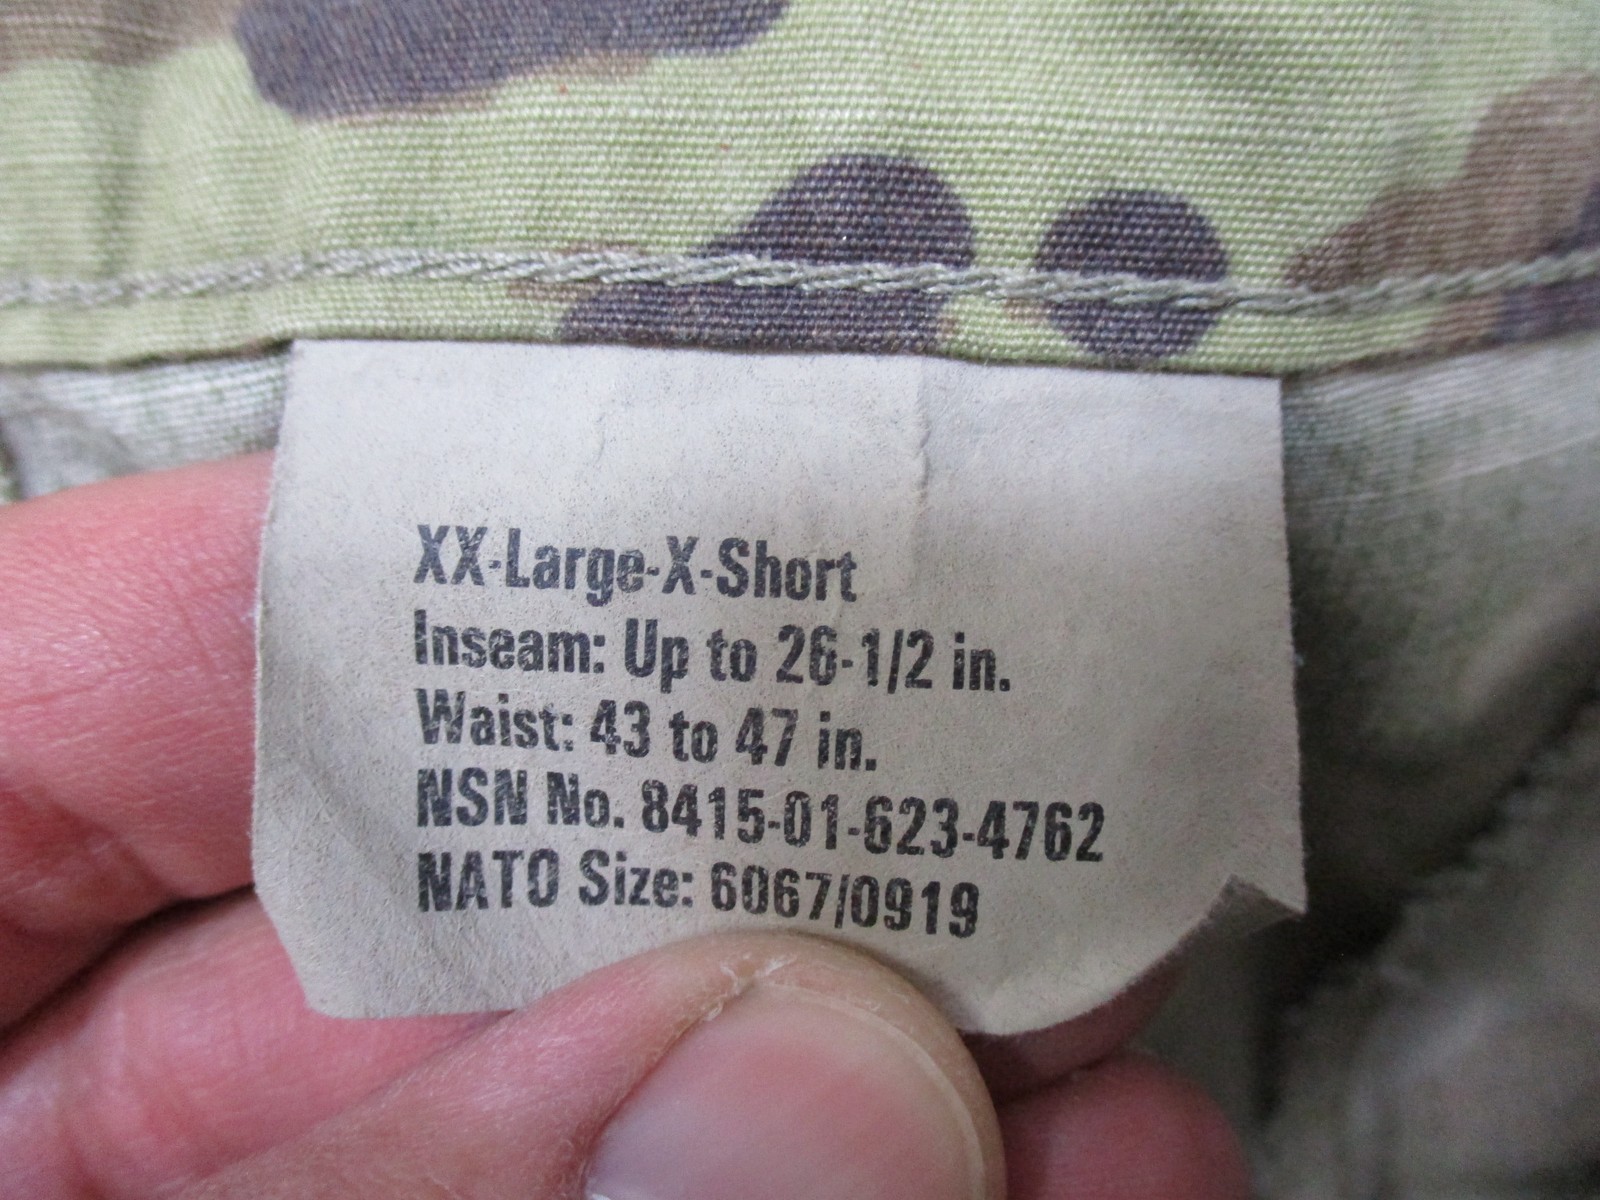 XX-Large-X-Short
Inseam: Up to 26-1/2 in.
Waist: 43 to 47 in.
NSN No. 8415-01-623-4762
NATO Size: 6067/0919